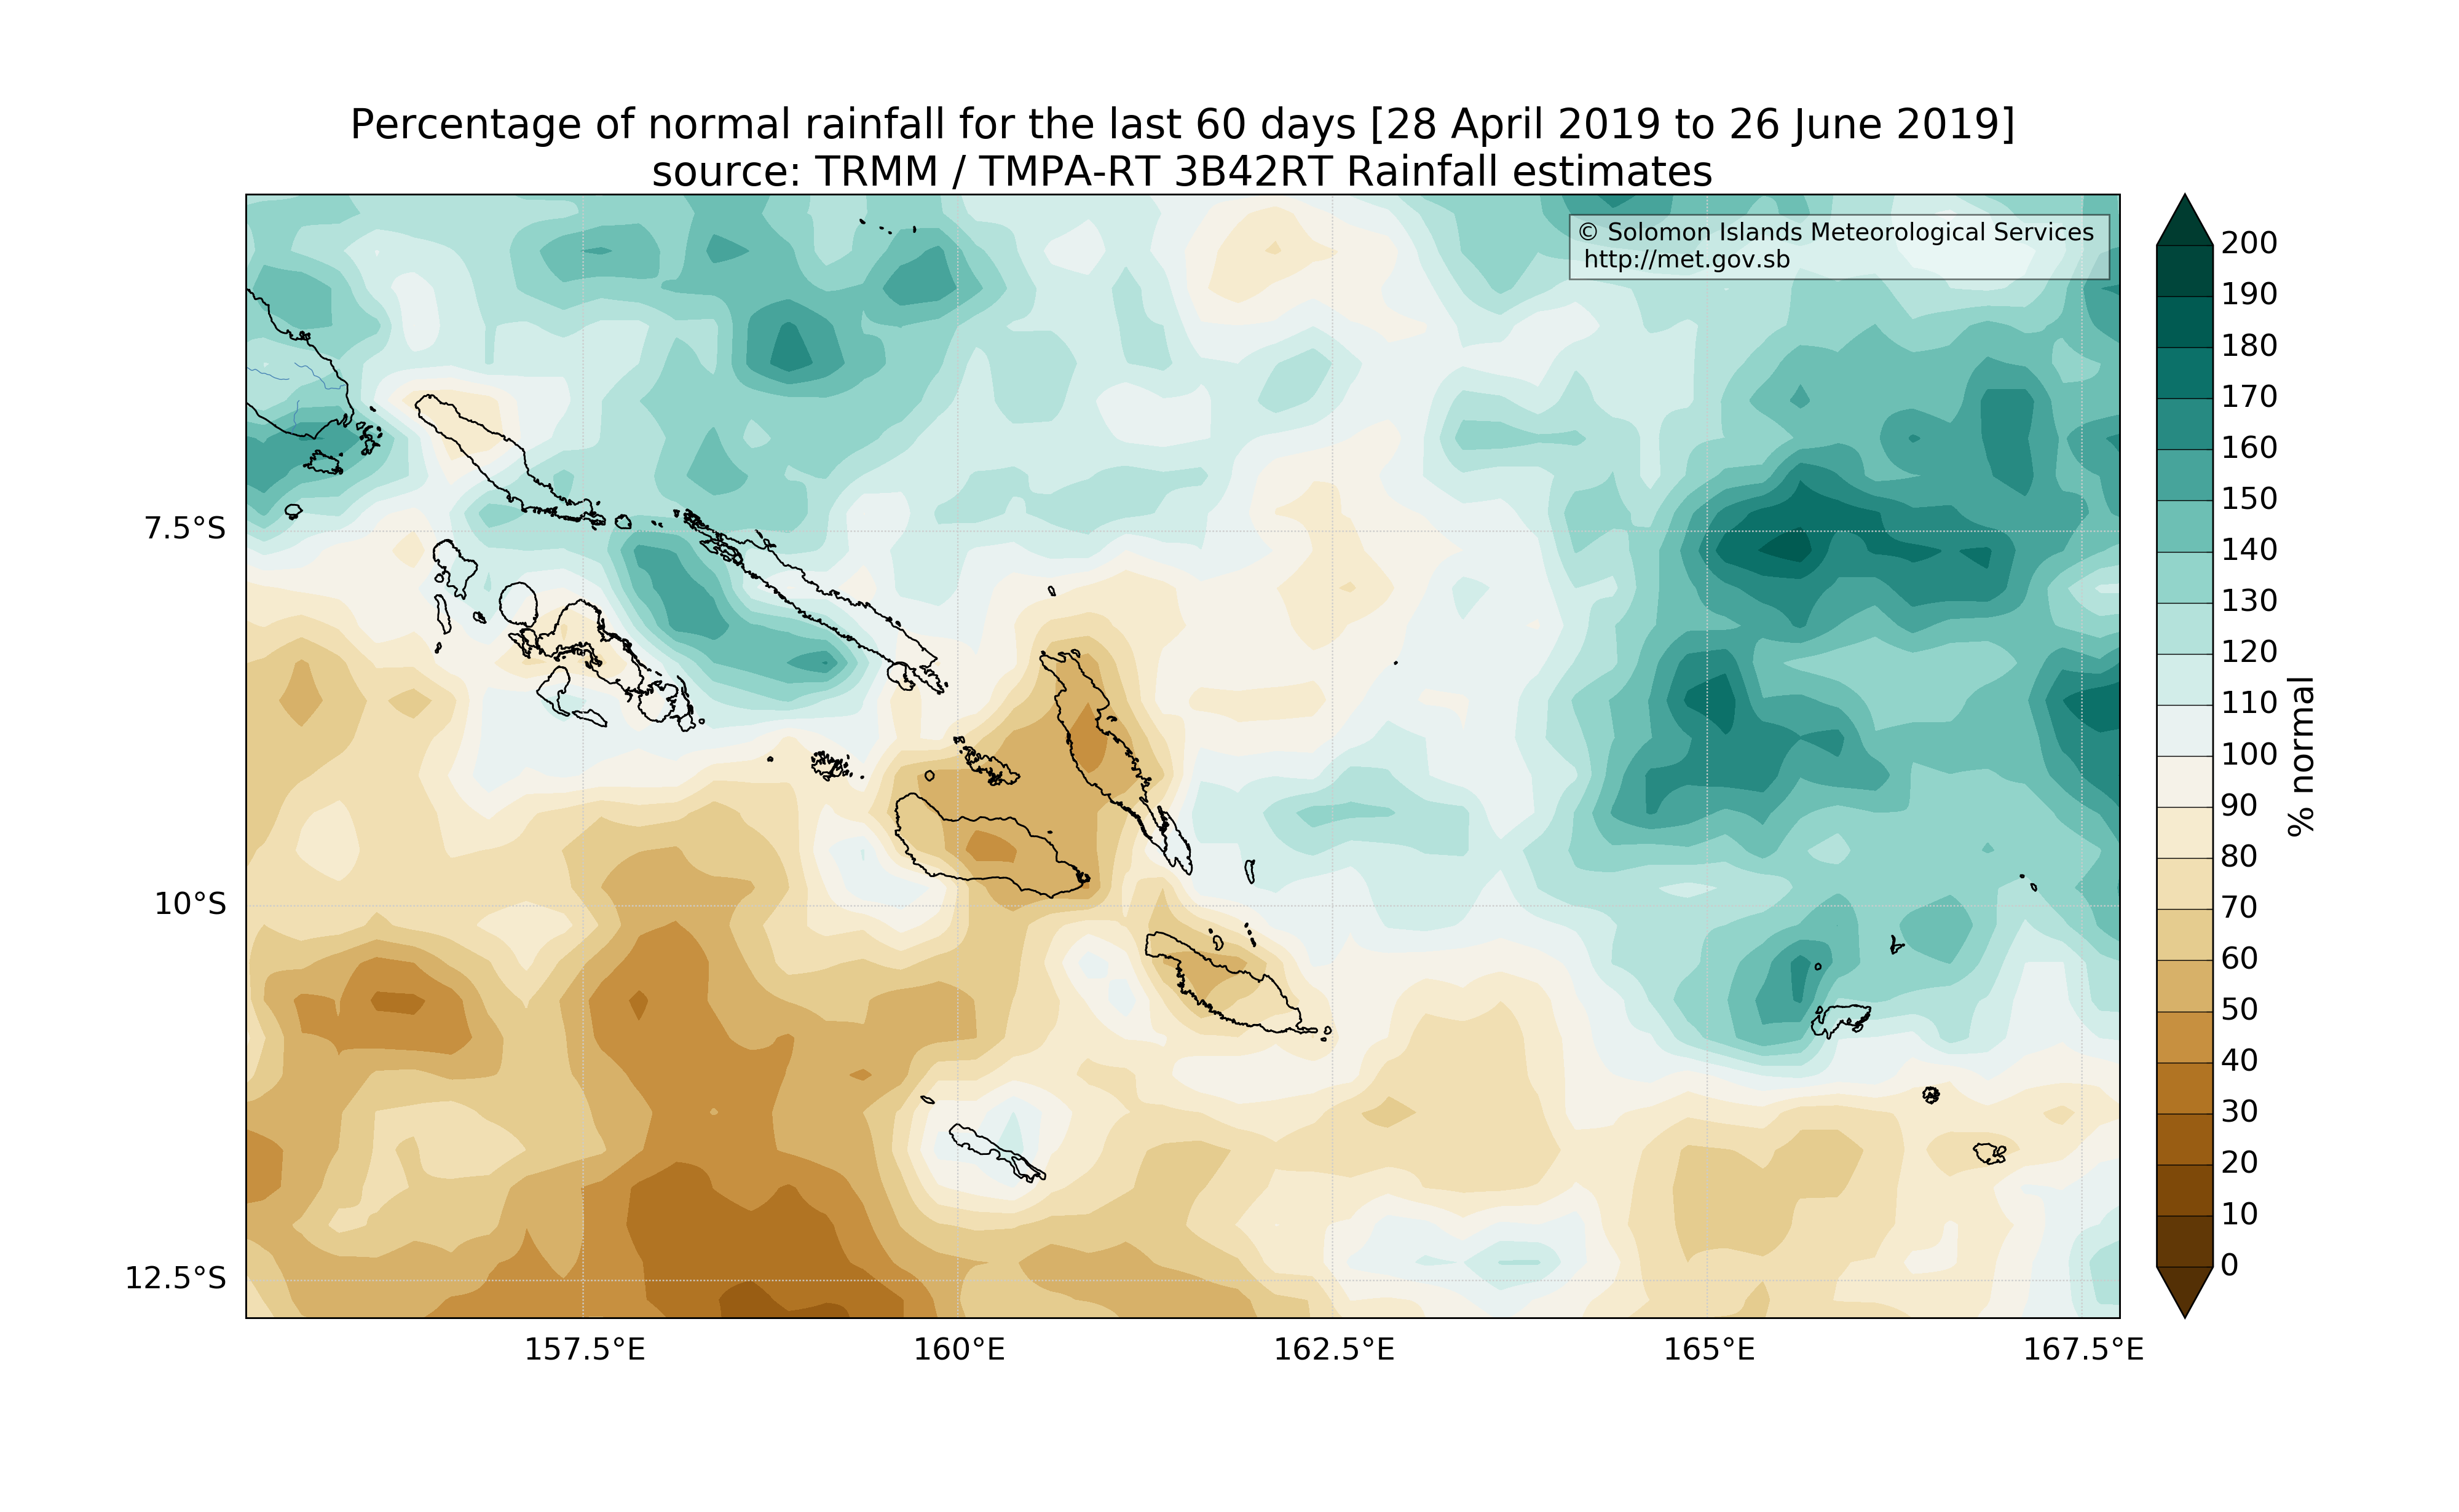 Percentage of normal rainfall for the last 60 days [28 April 2019 to 26 June 2019]
source: TRMM / TMPA-RT 3B42RT Rainfall estimates
© Solomon Islands Meteorological Services
http://met.gov.sb
7.5°S
10°S
12.5°S
157.5°E
160°E
162.5°E
165°E
167.5°E
200
190
180
170
160
150
140
130
120
110
100
90
80
70
60
50
40
30
20
10
0
% normal